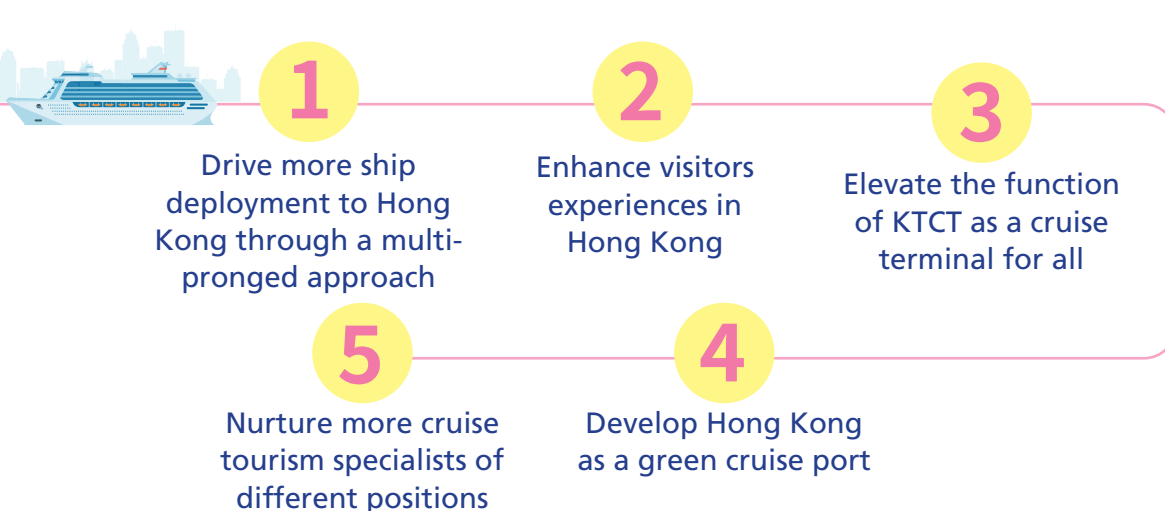 1
Drive more ship
deployment to Hong
Kong through a multi-
pronged approach
2
Enhance visitors
experiences in
Hong Kong
3
Elevate the function
of KTCT as a cruise
terminal for all
4
Develop Hong Kong
as a green cruise port
5
Nurture more cruise
tourism specialists of
different positions